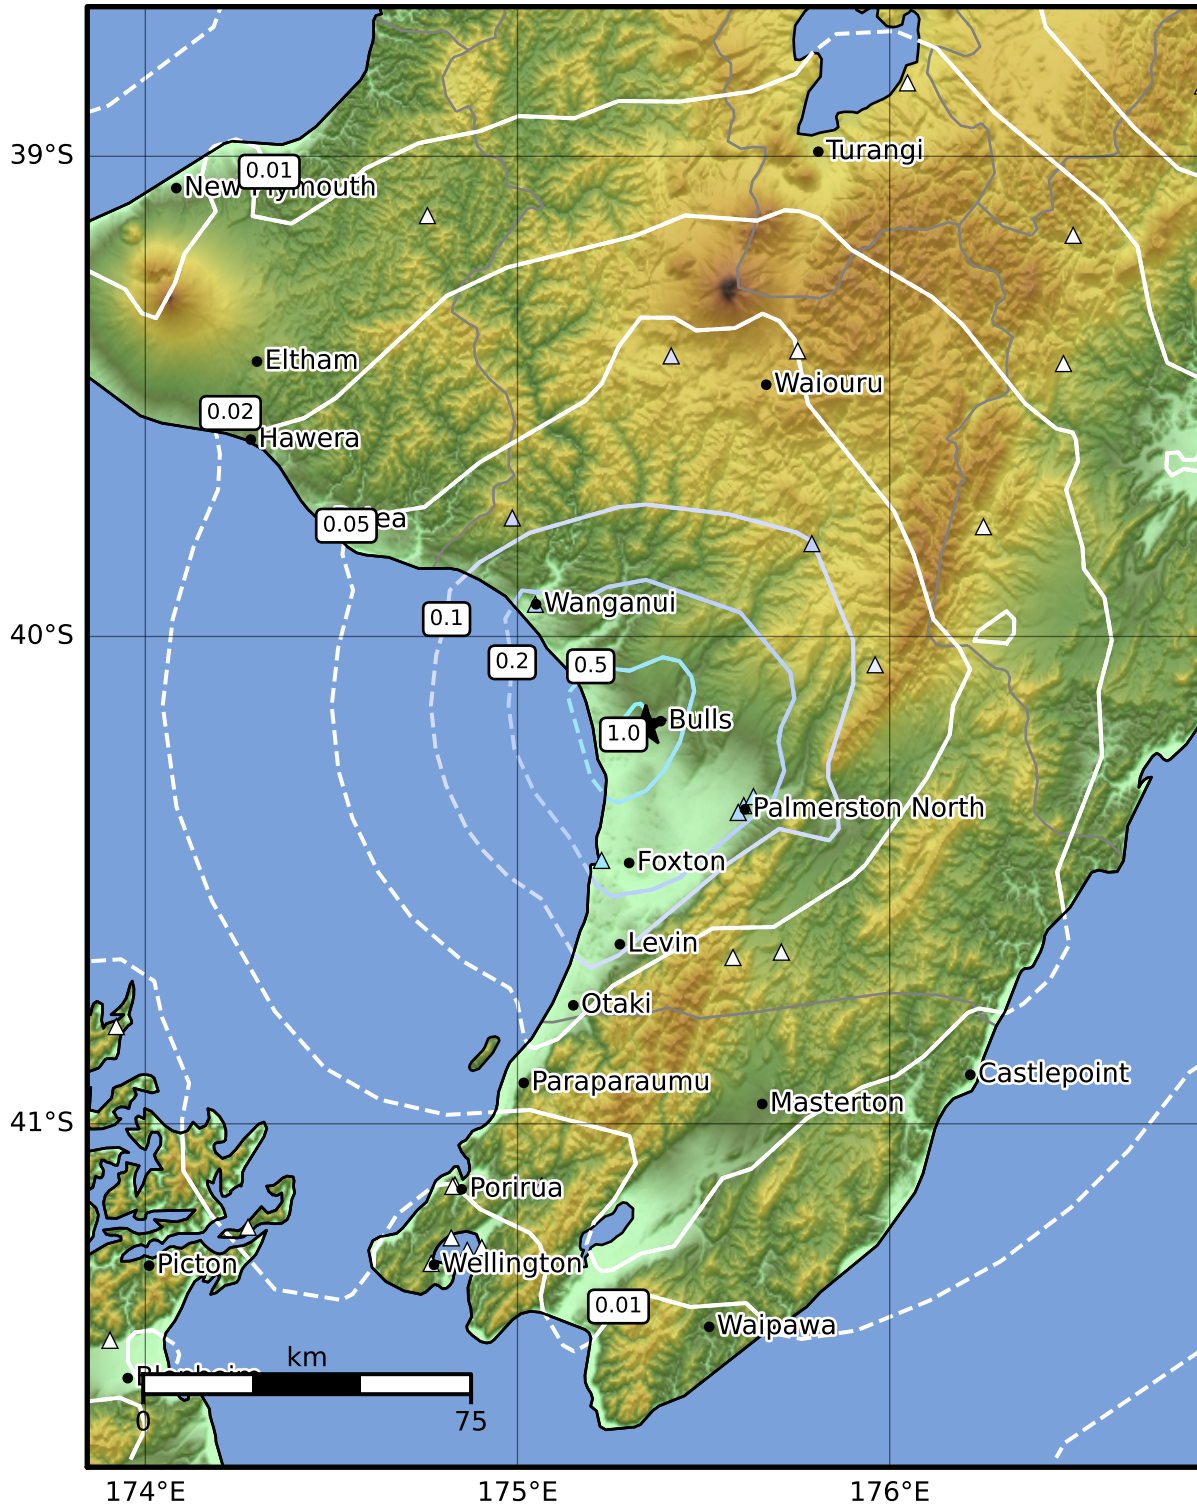 39°S
Turangi
0.01
New Plymouth
Eltham
Waiouru
0.02
Hawera
0.05
ea
Wanganui
0.1
40°S
0.2
0.5
Bulls
1.0
Palmerston North
Foxton
Levin
Otaki
Castlepoint
Paraparaumu
Masterton
41°S
Porirua
Picton
Wellington
0.01
Waipawa
km
Blenheim
0
75
174°E
175°E
176°E